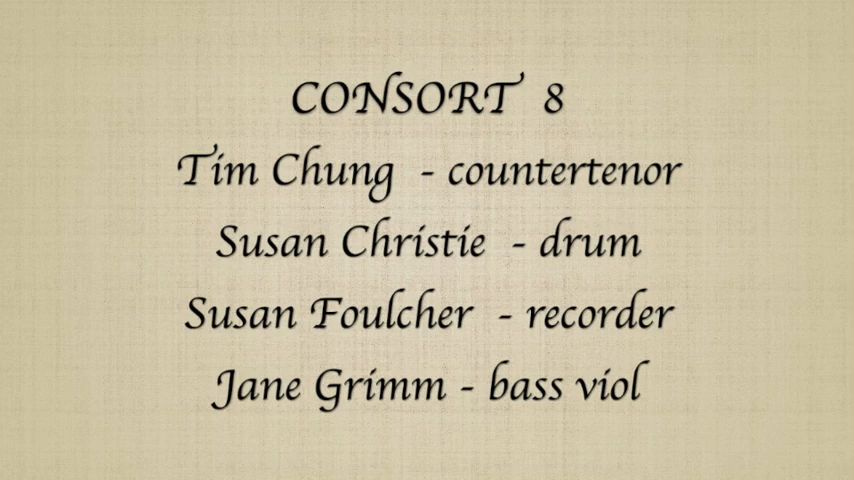 CONSORT 8
Tim Chung - countertenor
Susan Christie - drum
Susan Foulcher - recorder
Jane Grimm - bass viol